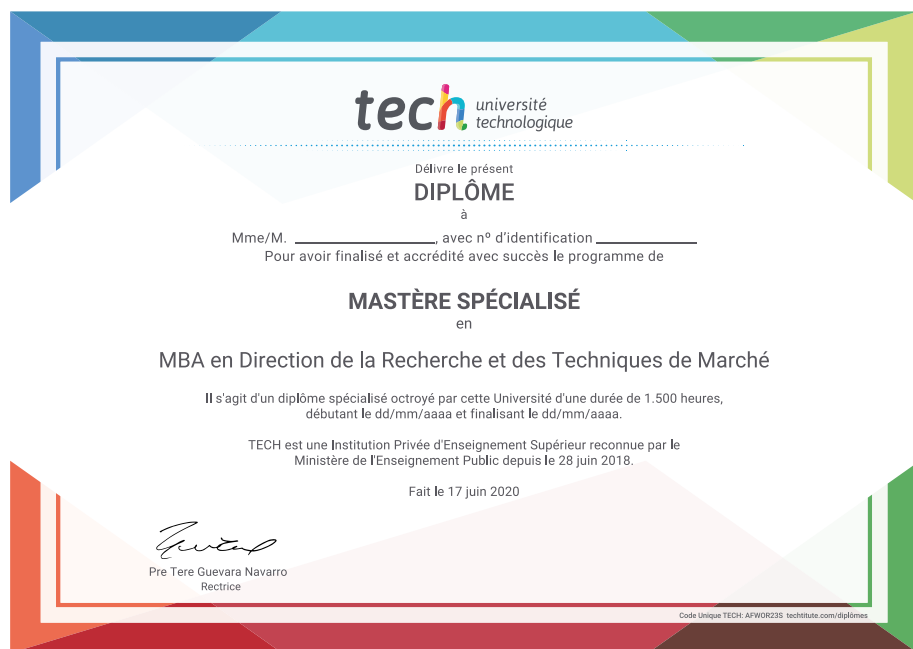 tech université
technologique
Délivre le présent
DIPLÔME
à
Mme/M. ____________________, avec nº d'identification ______________
Pour avoir finalisé et accrédité avec succès le programme de
MASTÈRE SPÉCIALISÉ
en
MBA en Direction de la Recherche et des Techniques de Marché
Il s'agit d'un diplôme spécialisé octroyé par cette Université d'une durée de 1.500 heures,
débutant le dd/mm/aaaa et finalisant le dd/mm/aaaa.
TECH est une Institution Privée d'Enseignement Supérieur reconnue par le
Ministère de l'Enseignement Public depuis le 28 juin 2018.
Fait le 17 juin 2020
Pre Tere Guevara Navarro
Rectrice
Code Unique TECH: AFWOR23S techtitute.com/diplômes